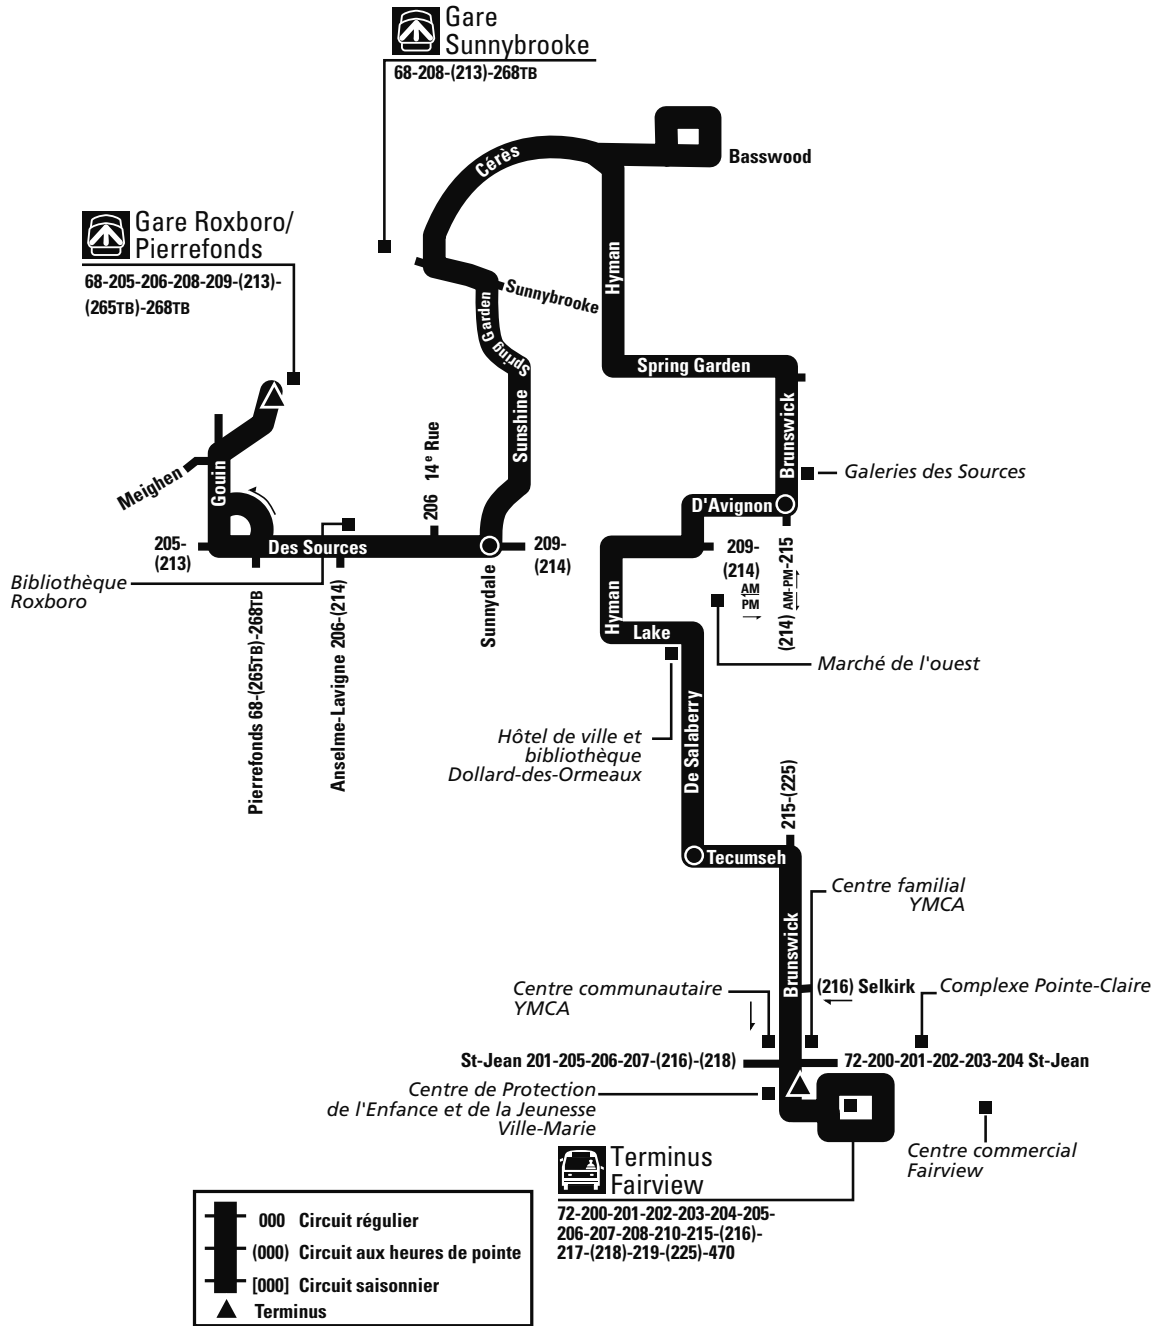 Gare
Sunnybrooke
68-208-(213)-268TB
Basswood
Cérès
Gare Roxboro/
Pierrefonds
68-205-206-208-209-(213)-
(265TB)-268TB
Hyman
Sunnybrooke
Spring Garden
Spring
Garden
Sunshine
Brunswick
Galeries des Sources
Meighen
Gouin
206 14e Rue
D'Avignon
205-
(213)
Des Sources
209-
(214)
209-
(214)
AM
PM
(214) AM-PM-215
Bibliothèque
Roxboro
Pierrefonds 68-(265TB)-268TB
Anselme-Lavigne 206-(214)
Sunnydale
Hyman
Lake
Marché de l'ouest
De Salaberry
Hôtel de ville et
bibliothèque
Dollard-des-Ormeaux
215-(225)
Tecumseh
Centre familial
YMCA
Brunswick
Centre communautaire
YMCA
(216) Selkirk
Complexe Pointe-Claire
St-Jean 201-205-206-207-(216)-(218)
72-200-201-202-203-204 St-Jean
Centre de Protection
de l'Enfance et de la Jeunesse
Ville-Marie
Centre commercial
Fairview
Terminus
Fairview
72-200-201-202-203-204-205-
206-207-208-210-215-(216)-
217-(218)-219-(225)-470
000 Circuit régulier
(000) Circuit aux heures de pointe
[000] Circuit saisonnier
Terminus